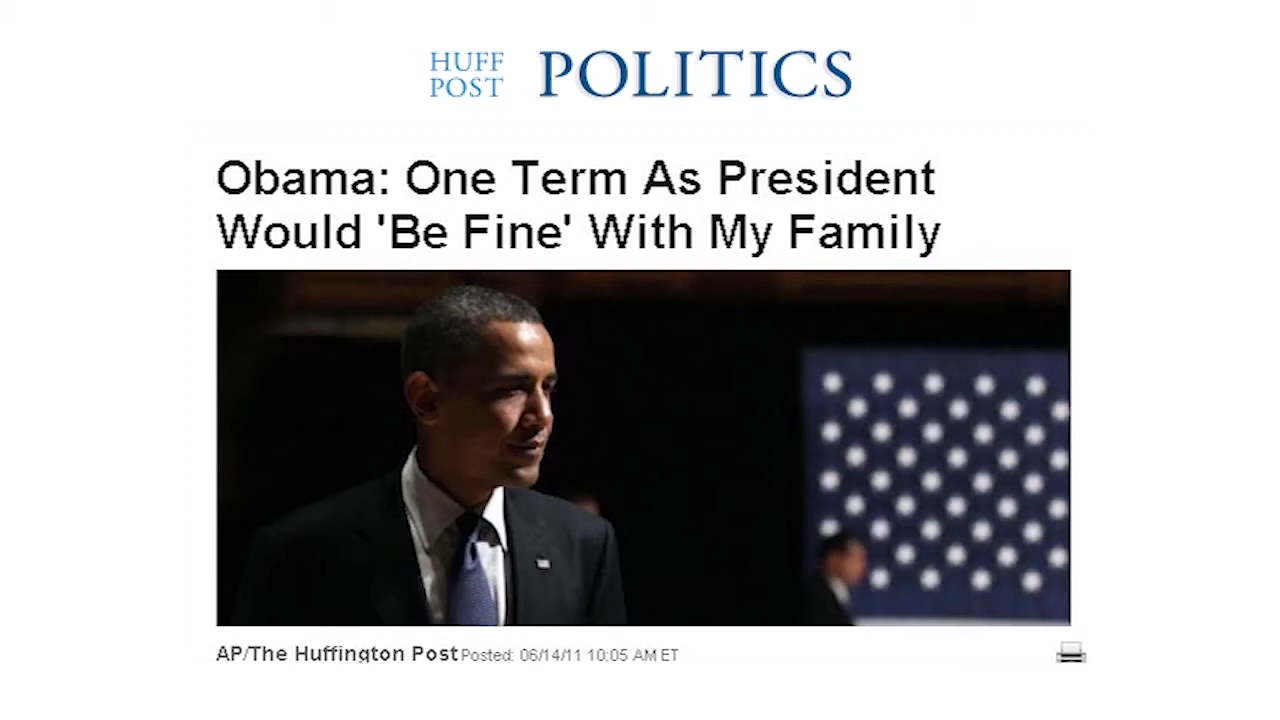 HUFF
POST
POLITICS
Obama: One Term As President
Would 'Be Fine' With My Family
AP/The Huffington Post Posted: 06/14/11 10:05 AM ET